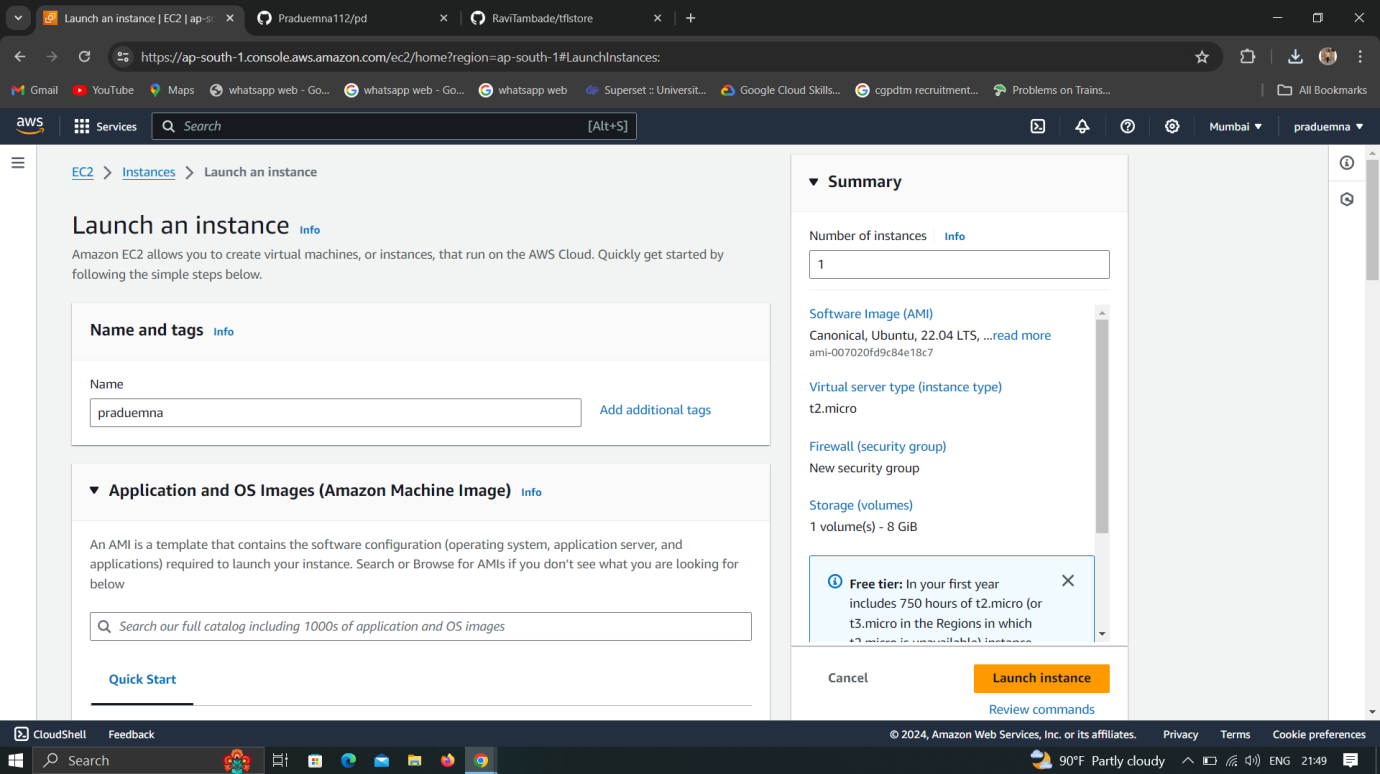 Launch an instance | EC2 | ap-so
Praduemna112/pd
RaviTambade/tflstore
https://ap-south-1.console.aws.amazon.com/ec2/home?region=ap-south-1#LaunchInstances:
Gmail
YouTube
Maps
whatsapp web - Go...
whatsapp web - Go...
whatsapp web
Superset :: Universit...
Google Cloud Skills...
cgpdtm recruitment...
Problems on Trains...
All Bookmarks
aws
Services
Search
[Alt+S]
Mumbai
praduemna
EC2
Instances
Launch an instance
Launch an instance Info
Amazon EC2 allows you to create virtual machines, or instances, that run on the AWS Cloud. Quickly get started by
following the simple steps below.
Name and tags Info
Name
praduemna
Add additional tags
Application and OS Images (Amazon Machine Image) Info
An AMI is a template that contains the software configuration (operating system, application server, and
applications) required to launch your instance. Search or Browse for AMIs if you don't see what you are looking for
below
Search our full catalog including 1000s of application and OS images
Quick Start
Summary
Number of instances Info
1
Software Image (AMI)
Canonical, Ubuntu, 22.04 LTS, ...read more
ami-007020fd9c84e18c7
Virtual server type (instance type)
t2.micro
Firewall (security group)
New security group
Storage (volumes)
1 volume(s) - 8 GiB
Free tier: In your first year
includes 750 hours of t2.micro (or
t3.micro in the Regions in which
t2.micro is unavailable) instance
Cancel
Launch instance
Review commands
CloudShell
Feedback
© 2024, Amazon Web Services, Inc. or its affiliates.
Privacy
Terms
Cookie preferences
Search
90°F Partly cloudy
ENG
21:49